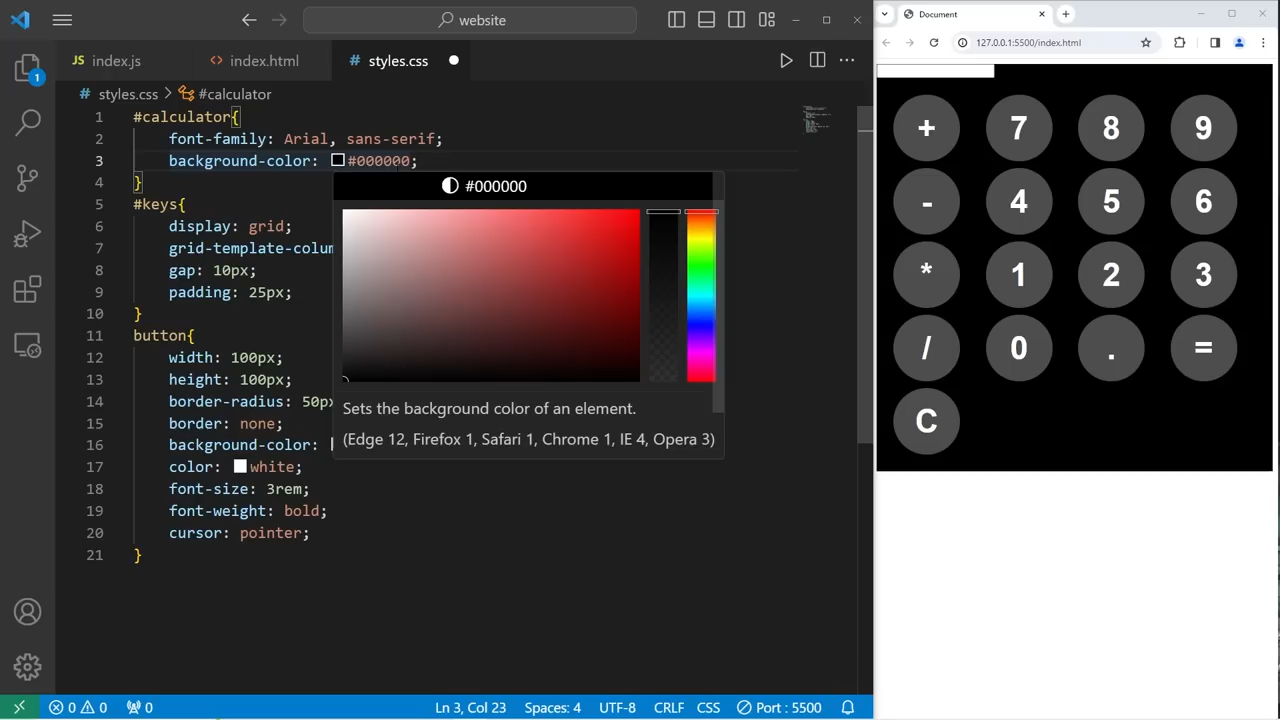 website
JS index.js
<> index.html
# styles.css
# styles.css > #calculator
1 #calculator{
2 font-family: Arial, sans-serif;
3 background-color: #000000;
4 }
5 #keys{
6 display: grid;
7 grid-template-colum
8 gap: 10px;
9 padding: 25px;
10 }
11 button{
12 width: 100px;
13 height: 100px;
14 border-radius: 50px
15 border: none;
16 background-color:
17 color: white;
18 font-size: 3rem;
19 font-weight: bold;
20 cursor: pointer;
21 }
#000000
Sets the background color of an element.
(Edge 12, Firefox 1, Safari 1, Chrome 1, IE 4, Opera 3)
1
0 0
0
Ln 3, Col 23
Spaces: 4
UTF-8
CRLF
CSS
Port : 5500
Document
127.0.0.1:5500/index.html
+ 7 8 9
- 4 5 6
* 1 2 3
/ 0 . =
C